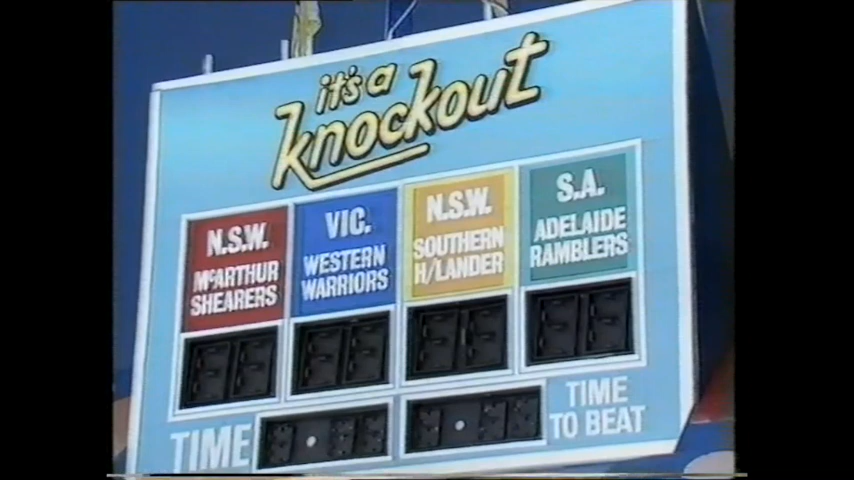 it's a
knockout
N.S.W.
McARTHUR
SHEARERS
VIC.
WESTERN
WARRIORS
N.S.W.
SOUTHERN
H/LANDER
S.A.
ADELAIDE
RAMBLERS
TIME
TIME
TO BEAT